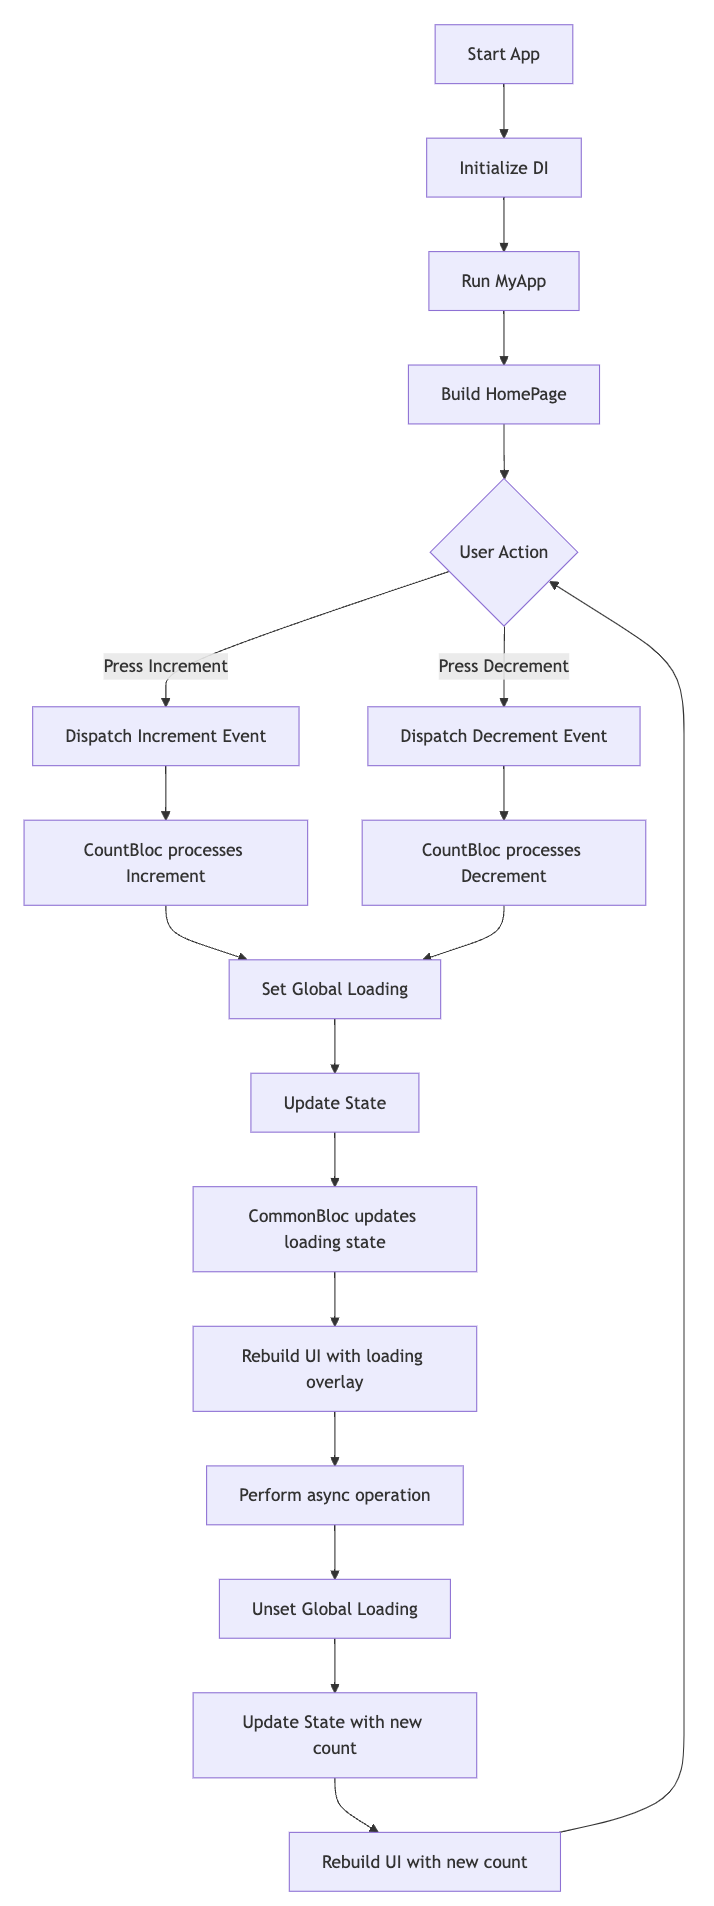 Start App
Initialize DI
Run MyApp
Build HomePage
User Action
Press Increment
Press Decrement
Dispatch Increment Event
Dispatch Decrement Event
CountBloc processes
Increment
CountBloc processes
Decrement
Set Global Loading
Update State
CommonBloc updates
loading state
Rebuild UI with loading
overlay
Perform async operation
Unset Global Loading
Update State with new
count
Rebuild UI with new count